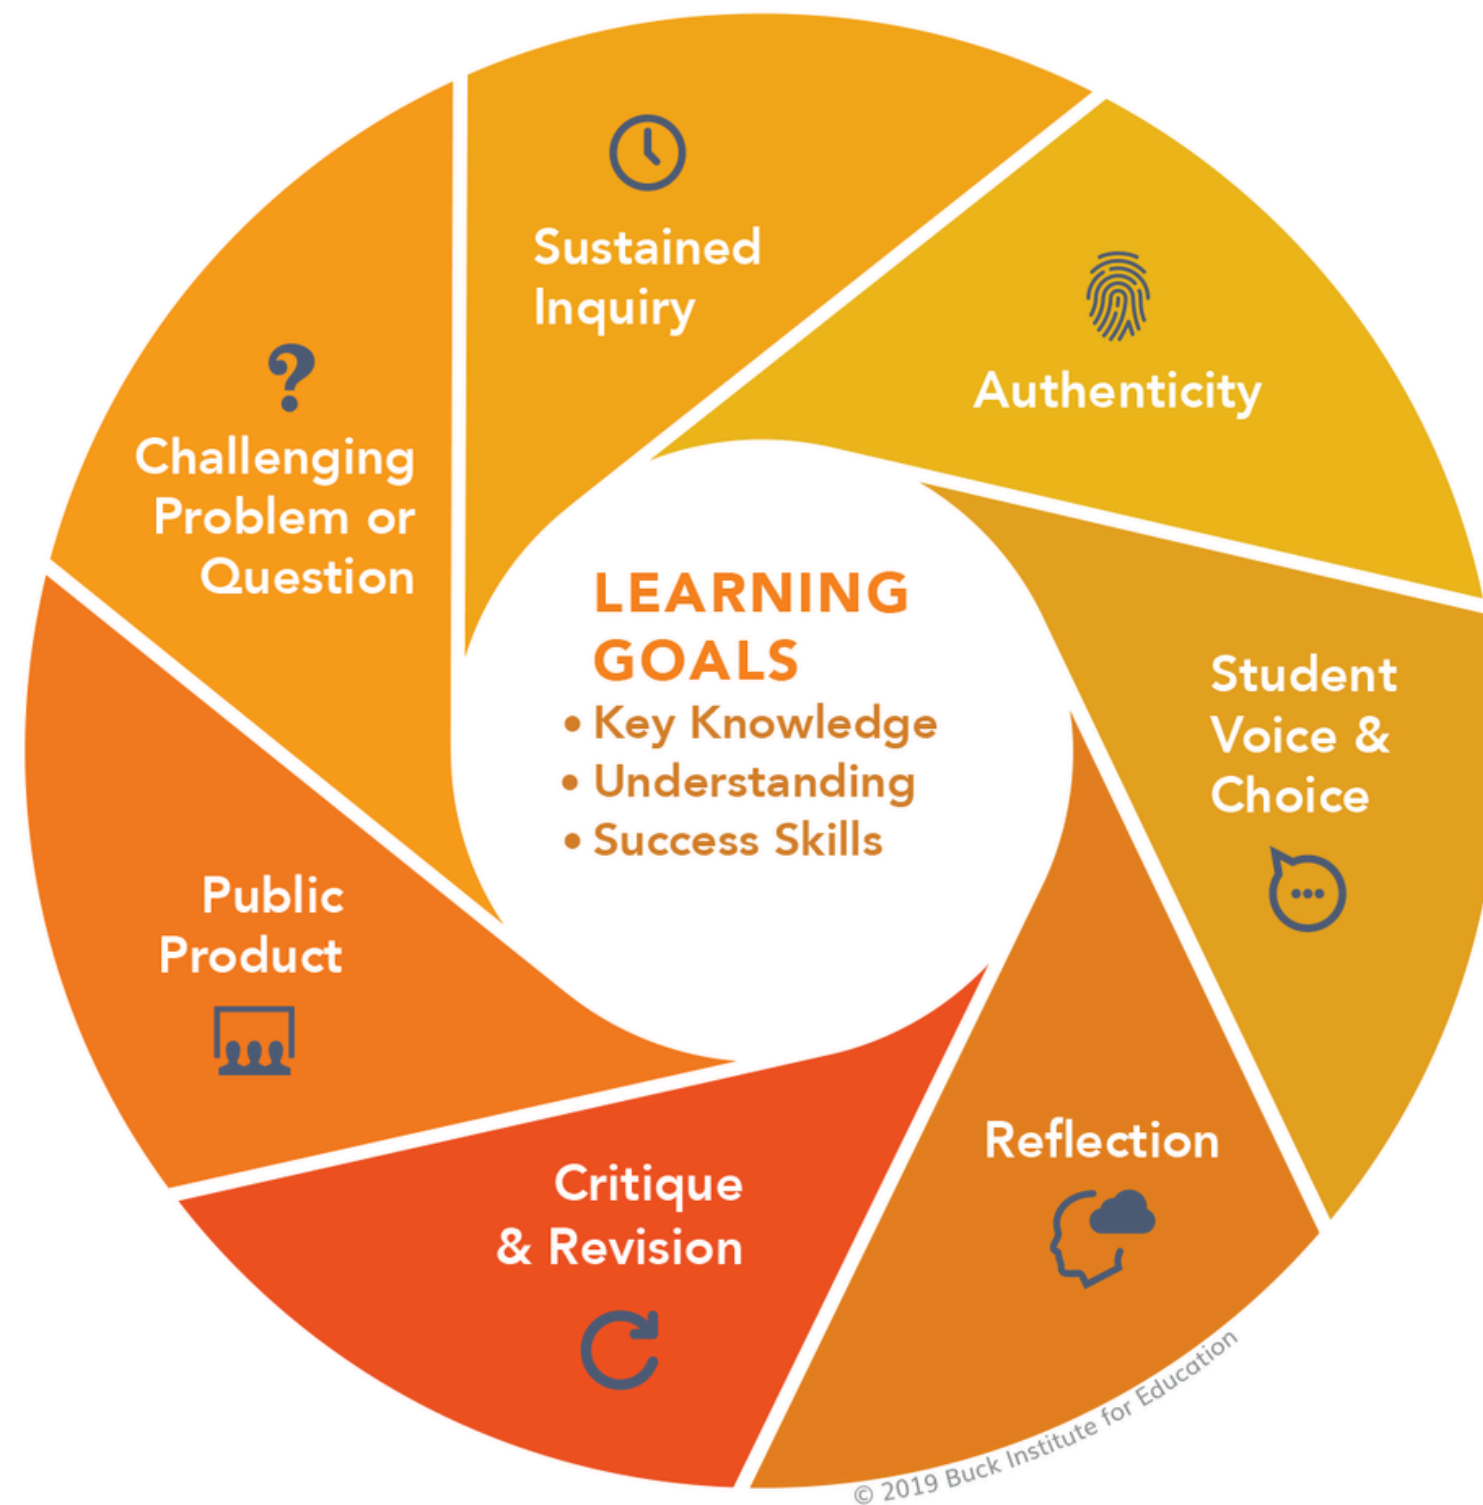 Sustained
Inquiry
Authenticity
Challenging
Problem or
Question
LEARNING
GOALS
• Key Knowledge
• Understanding
• Success Skills
Student
Voice &
Choice
Public
Product
Reflection
Critique
& Revision
© 2019 Buck Institute for Education